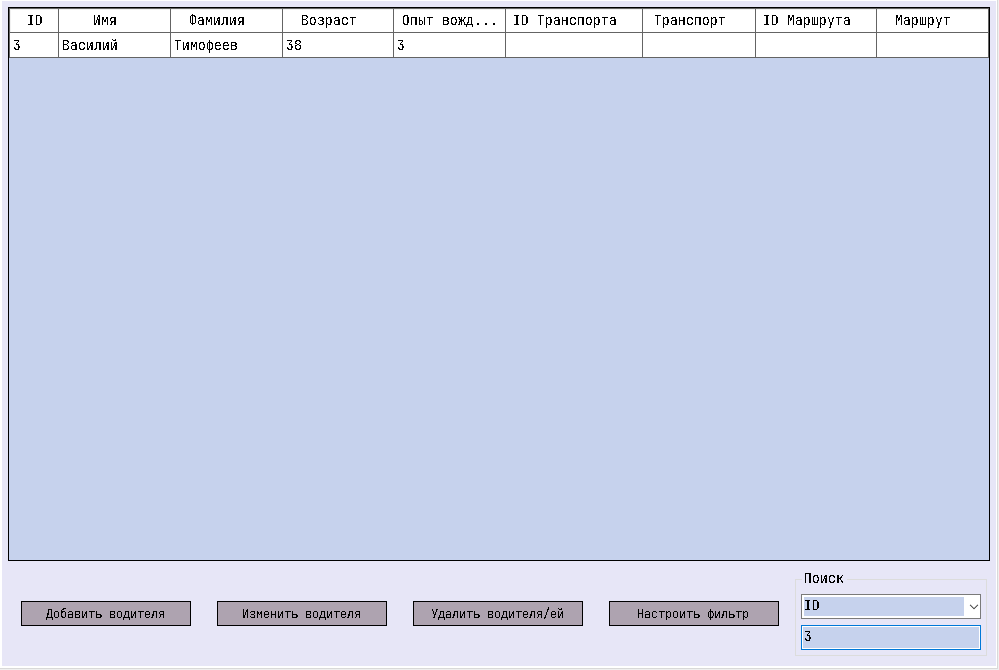 ID Имя Фамилия Возраст Опыт вожд... ID Транспорта Транспорт ID Маршрута Маршрут
3 Василий Тимофеев 38 3
Поиск
ID
Добавить водителя Изменить водителя Удалить водителя/ей Настроить фильтр
3